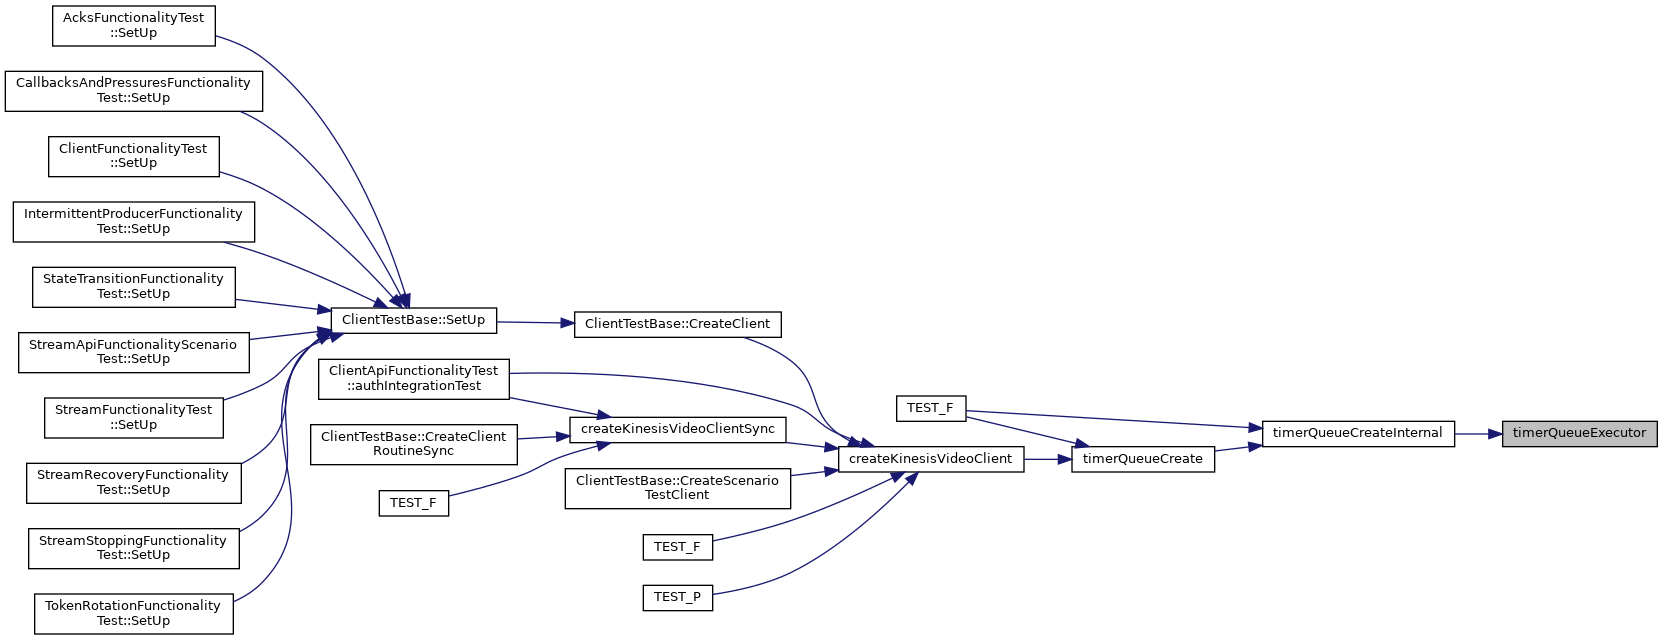 AcksFunctionalityTest
::SetUp
CallbacksAndPressuresFunctionality
Test::SetUp
ClientFunctionalityTest
::SetUp
IntermittentProducerFunctionality
Test::SetUp
StateTransitionFunctionality
Test::SetUp
StreamApiFunctionalityScenario
Test::SetUp
StreamFunctionalityTest
::SetUp
StreamRecoveryFunctionality
Test::SetUp
StreamStoppingFunctionality
Test::SetUp
TokenRotationFunctionality
Test::SetUp
ClientTestBase::SetUp
ClientApiFunctionalityTest
::authIntegrationTest
ClientTestBase::CreateClient
RoutineSync
TEST_F
ClientTestBase::CreateClient
createKinesisVideoClientSync
ClientTestBase::CreateScenario
TestClient
TEST_F
TEST_P
createKinesisVideoClient
TEST_F
timerQueueCreate
timerQueueCreateInternal
timerQueueExecutor